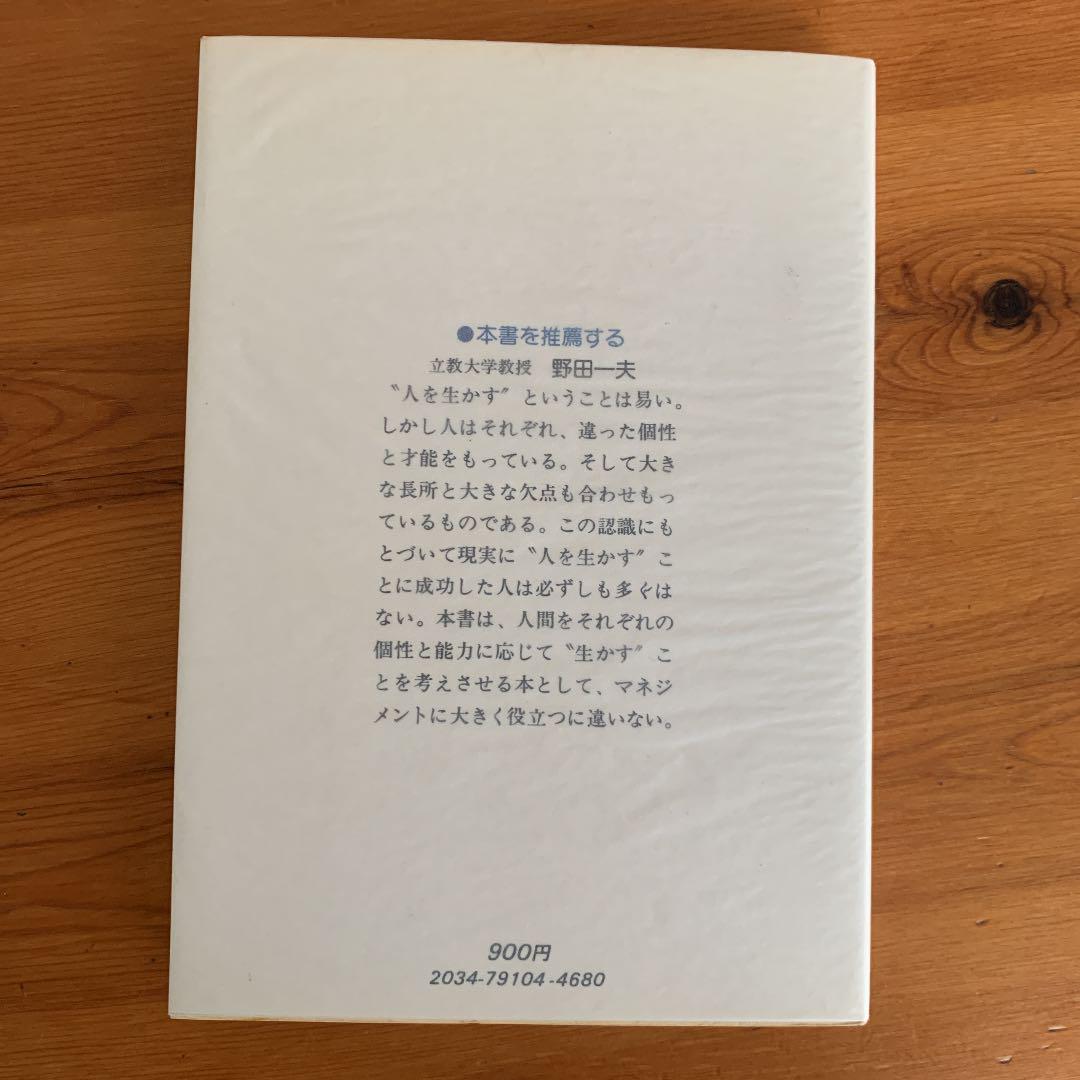 ●本書を推薦する
立教大学教授 野田一夫
〝人を生かす〟ということは易い。
しかし人はそれぞれ、違った個性
と才能をもっている。そして大き
な長所と大きな欠点も合わせもっ
ているものである。この認識にも
とづいて現実に〝人を生かす〟こ
とに成功した人は必ずしも多くは
ない。本書は、人間をそれぞれの
個性と能力に応じて〝生かす〟こ
とを考えさせる本として、マネジ
メントに大きく役立つに違いない。
900円
2034-79104-4680